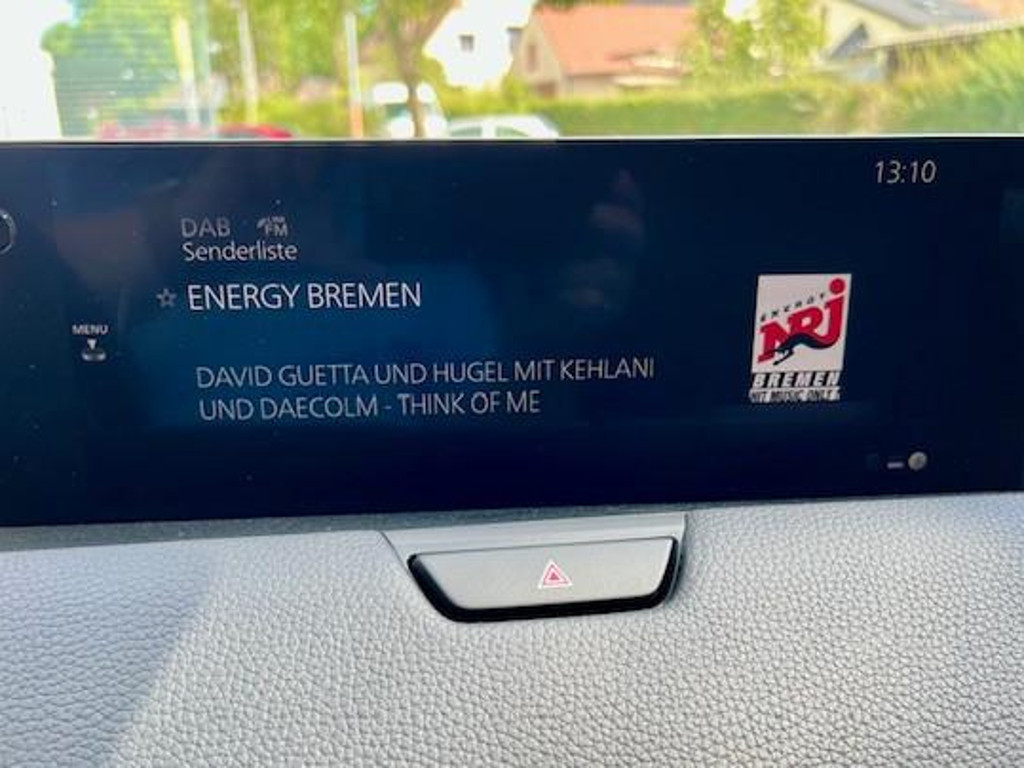 13:10
DAB FM
Senderliste
☆ ENERGY BREMEN
MENU
DAVID GUETTA UND HUGEL MIT KEHLANI
UND DAECOLM - THINK OF ME
ENERGY
NRJ
BREMEN
HIT MUSIC ONLY !